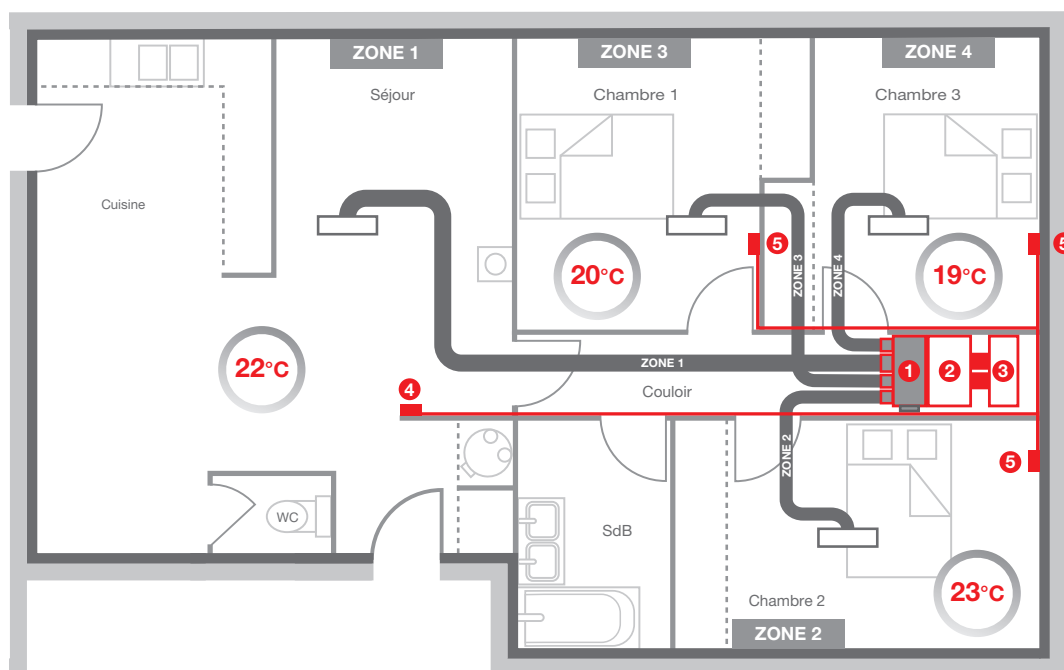 ZONE 1
ZONE 3
ZONE 4
Séjour
Chambre 1
Chambre 3
Cuisine
5
5
20°C
19°C
ZONE 3
ZONE 4
22°C
ZONE 1
1
2
3
4
Couloir
ZONE 2
5
WC
SdB
23°C
Chambre 2
ZONE 2